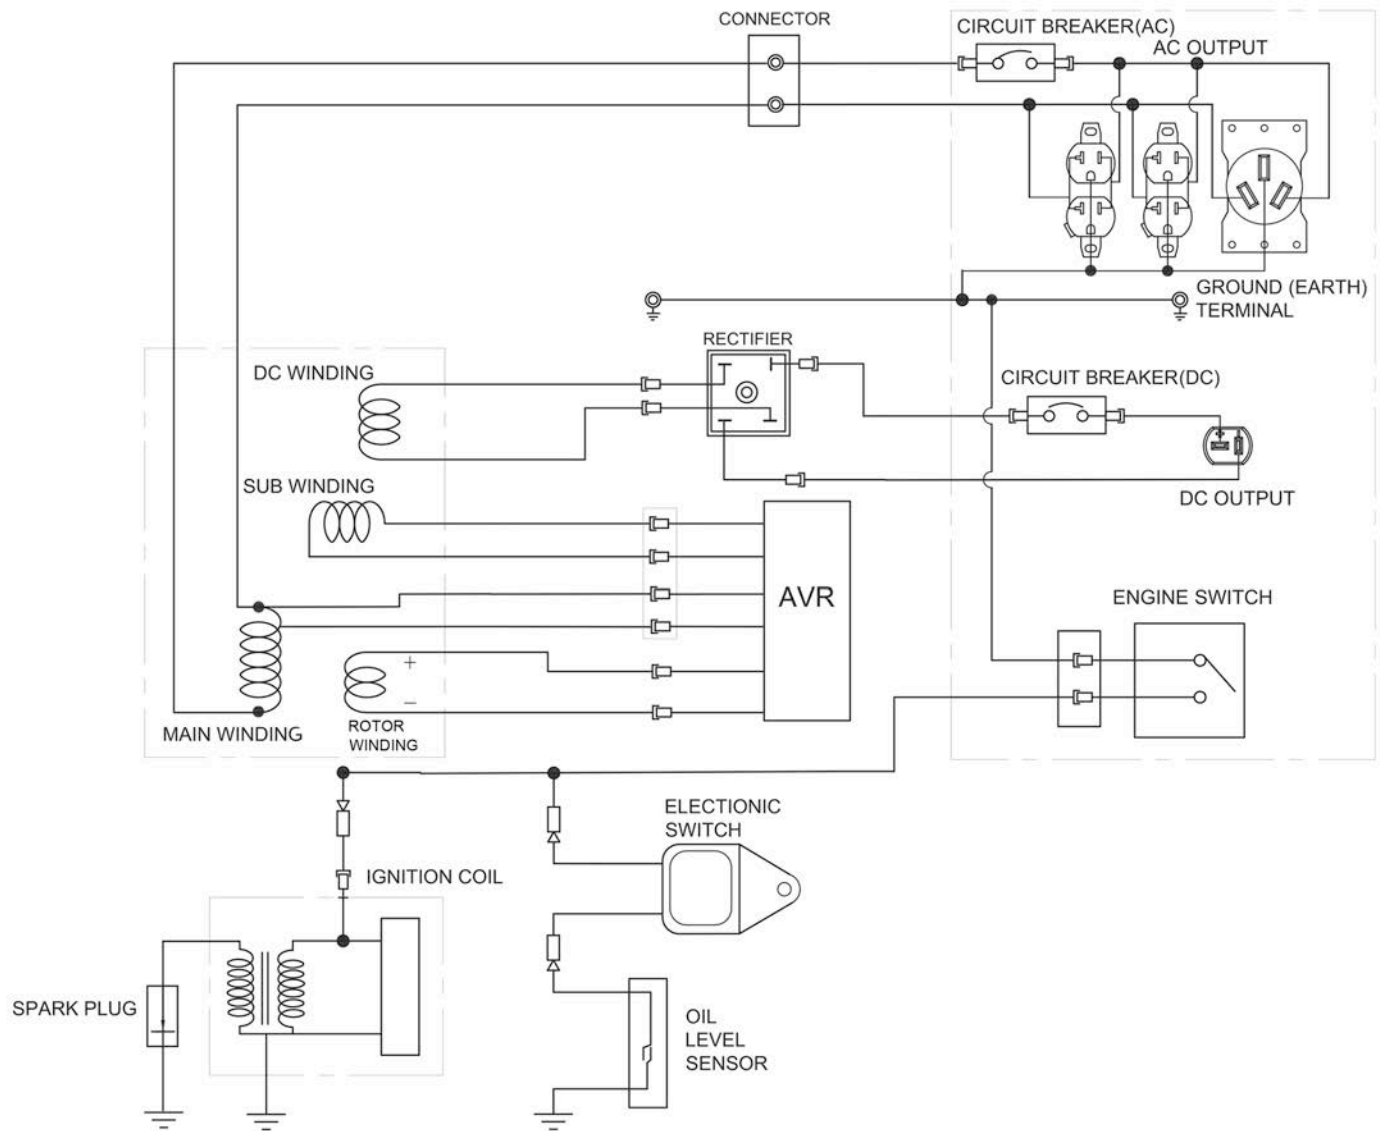 CONNECTOR
CIRCUIT BREAKER(AC)
AC OUTPUT
GROUND (EARTH)
TERMINAL
RECTIFIER
DC WINDING
CIRCUIT BREAKER(DC)
SUB WINDING
DC OUTPUT
AVR
ENGINE SWITCH
+
−
MAIN WINDING
ROTOR
WINDING
ELECTIONIC
SWITCH
IGNITION COIL
SPARK PLUG
OIL
LEVEL
SENSOR